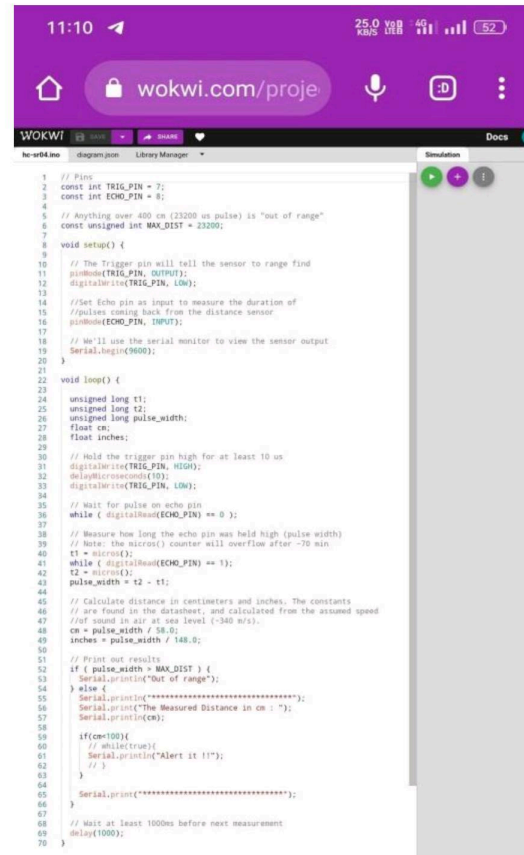 11:10
25.0 KB/S
Vo9 LTE8
4G
52
wokwi.com/proje
:D
WOKWI
SAVE
SHARE
Docs
hc-sr04.ino
diagram.json
Library Manager
Simulation
1 // Pins
2 const int TRIG_PIN = 7;
3 const int ECHO_PIN = 8;
4
5 // Anything over 400 cm (23200 us pulse) is "out of range"
6 const unsigned int MAX_DIST = 23200;
7
8 void setup() {
9
10 // The Trigger pin will tell the sensor to range find
11 pinMode(TRIG_PIN, OUTPUT);
12 digitalWrite(TRIG_PIN, LOW);
13
14 //Set Echo pin as input to measure the duration of
15 //pulses coming back from the distance sensor
16 pinMode(ECHO_PIN, INPUT);
17
18 // We'll use the serial monitor to view the sensor output
19 Serial.begin(9600);
20 }
21
22 void loop() {
23
24 unsigned long t1;
25 unsigned long t2;
26 unsigned long pulse_width;
27 float cm;
28 float inches;
29
30 // Hold the trigger pin high for at least 10 us
31 digitalWrite(TRIG_PIN, HIGH);
32 delayMicroseconds(10);
33 digitalWrite(TRIG_PIN, LOW);
34
35 // Wait for pulse on echo pin
36 while ( digitalRead(ECHO_PIN) == 0 );
37
38 // Measure how long the echo pin was held high (pulse width)
39 // Note: the micros() counter will overflow after ~70 min
40 t1 = micros();
41 while ( digitalRead(ECHO_PIN) == 1);
42 t2 = micros();
43 pulse_width = t2 - t1;
44
45 // Calculate distance in centimeters and inches. The constants
46 // are found in the datasheet, and calculated from the assumed speed
47 //of sound in air at sea level (~340 m/s).
48 cm = pulse_width / 58.0;
49 inches = pulse_width / 148.0;
50
51 // Print out results
52 if ( pulse_width > MAX_DIST ) {
53 Serial.println("Out of range");
54 } else {
55 Serial.println("********************************");
56 Serial.print("The Measured Distance in cm : ");
57 Serial.println(cm);
58
59 if(cm<100){
60 // while(true){
61 Serial.println("Alert it !!");
62 // }
63 }
64
65 Serial.print("********************************");
66 }
67
68 // Wait at least 1000ms before next measurement
69 delay(1000);
70 }